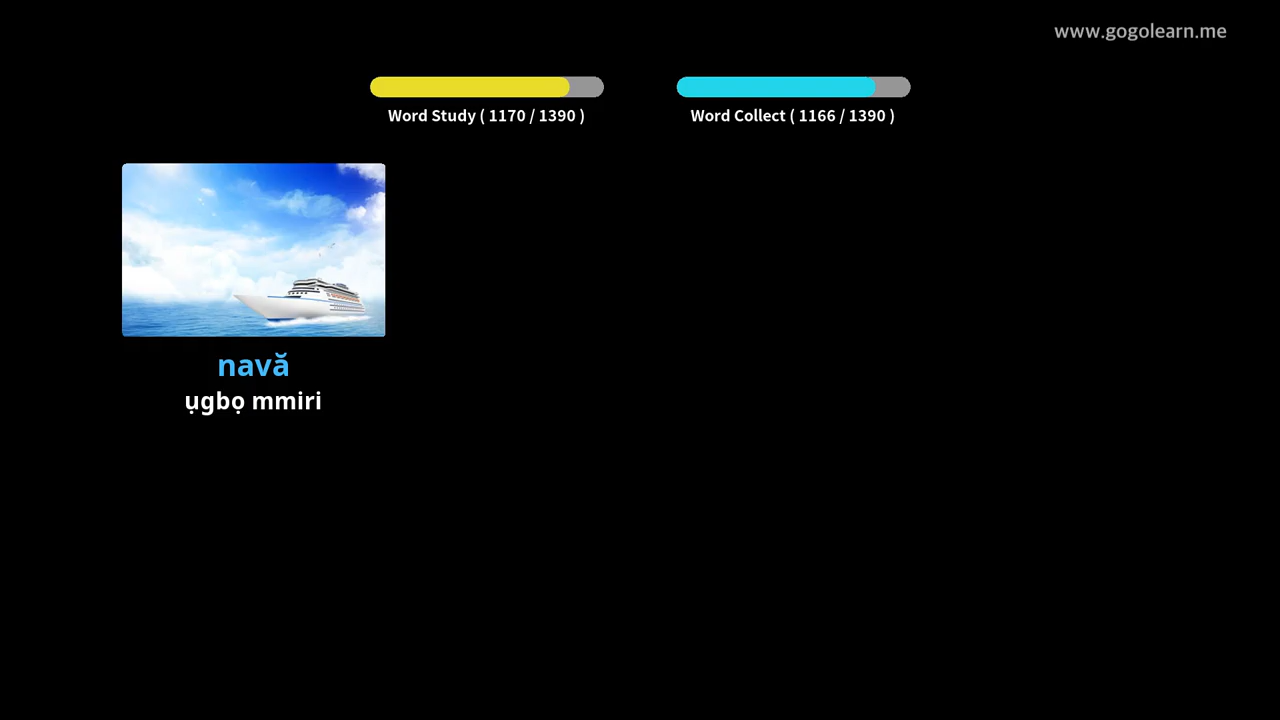 www.gogolearn.me
Word Study ( 1170 / 1390 )
Word Collect ( 1166 / 1390 )
navă
ụgbọ mmiri